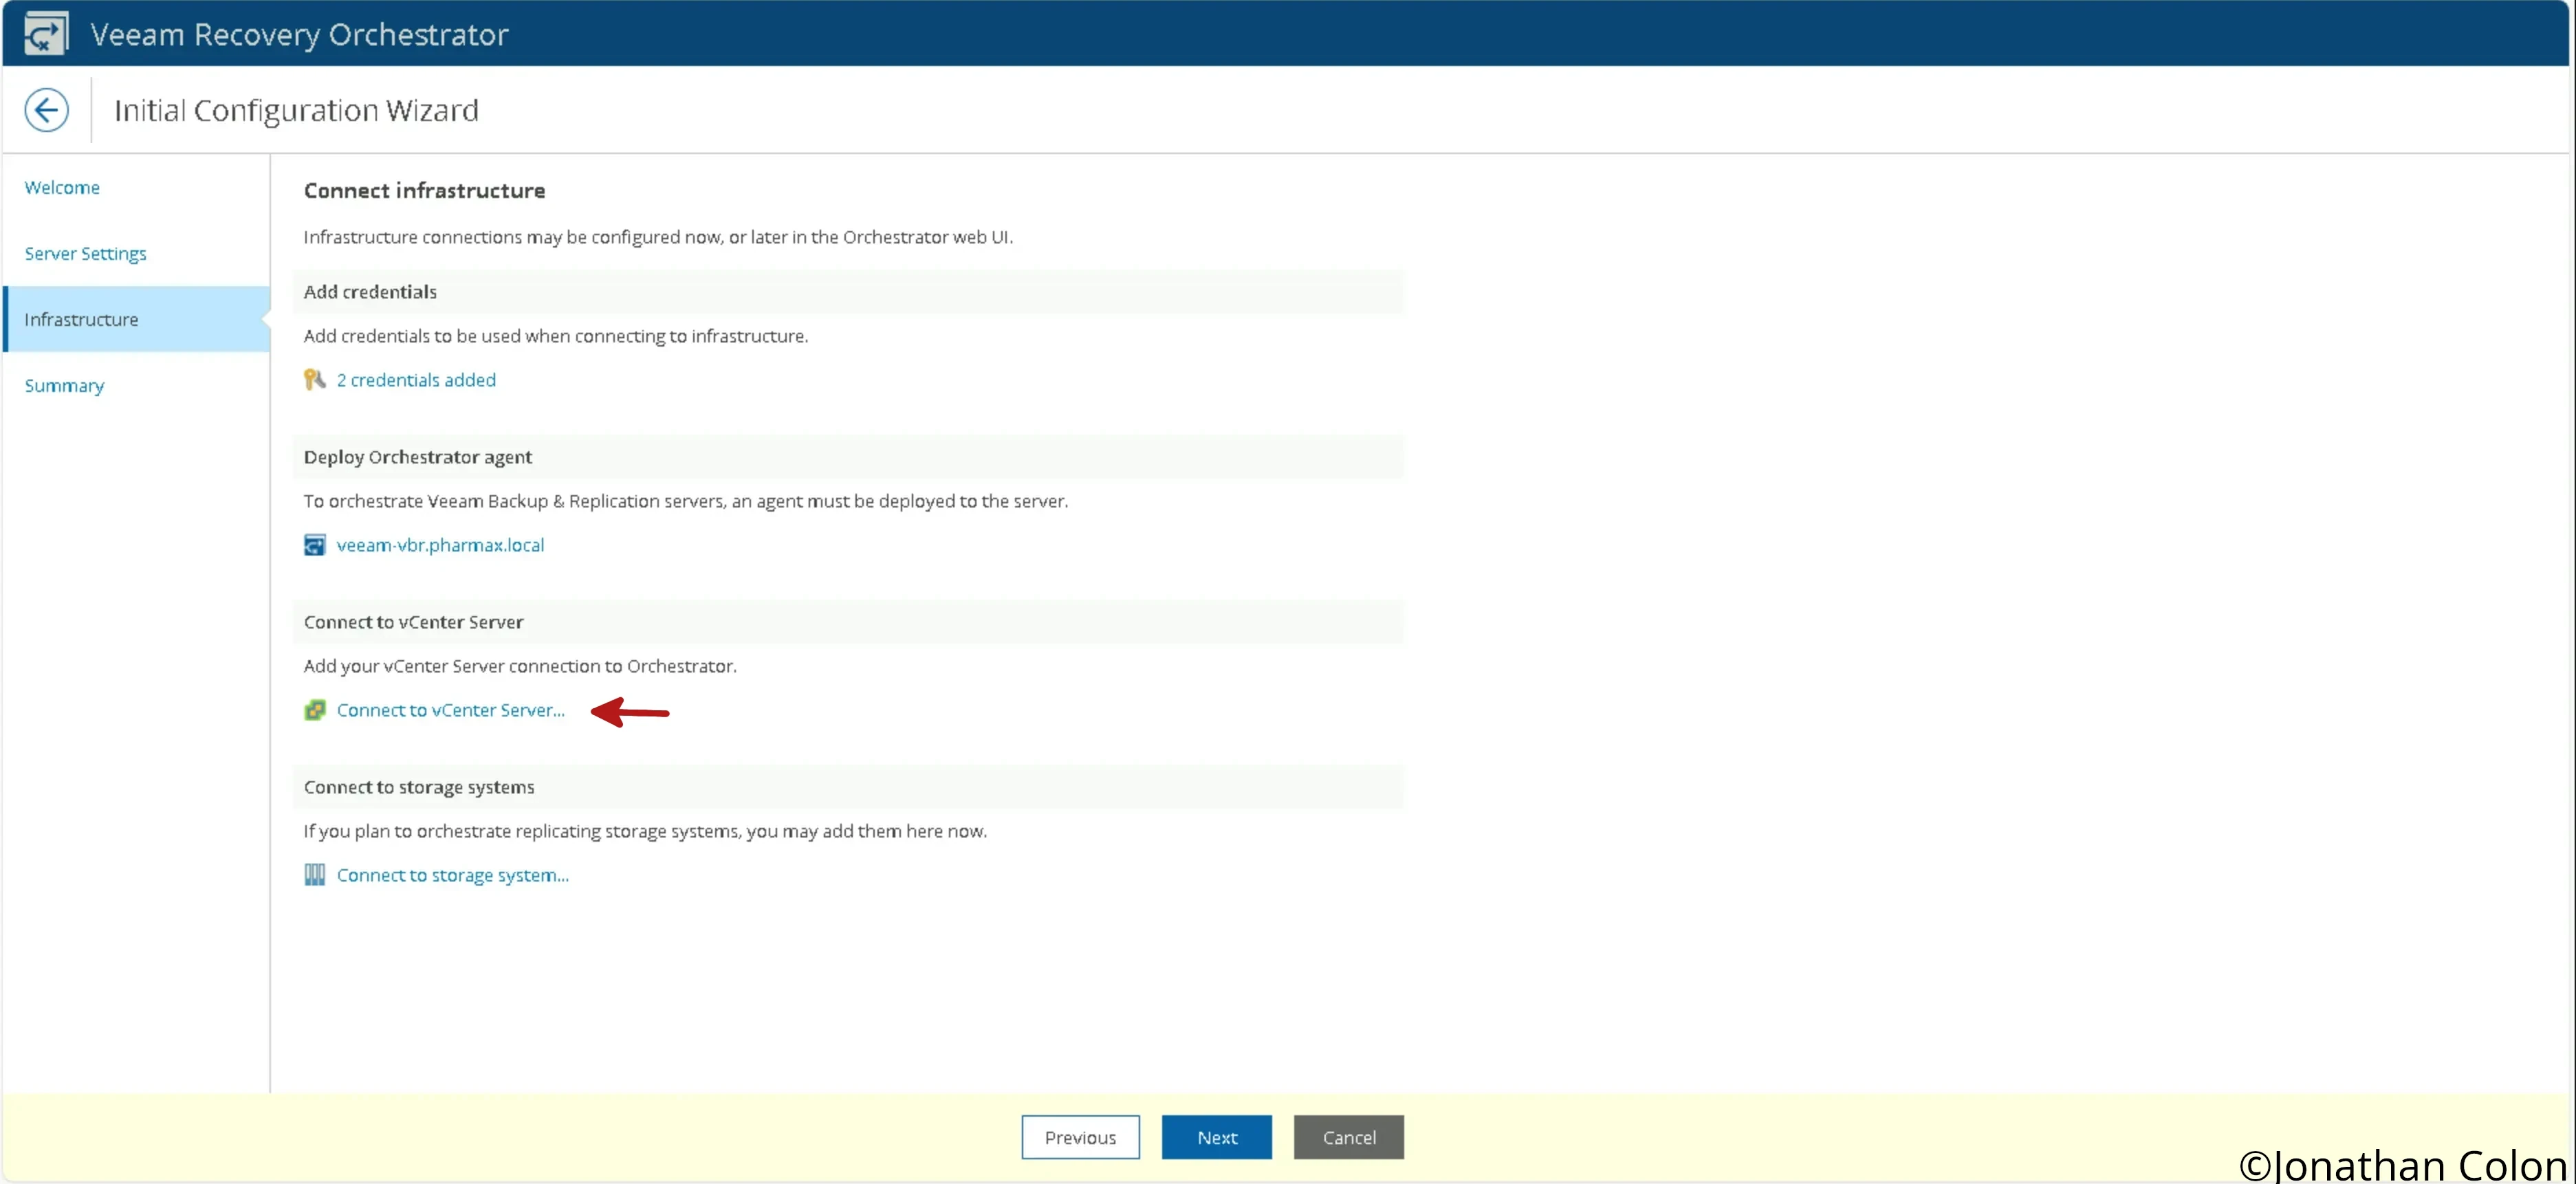 Veeam Recovery Orchestrator
Initial Configuration Wizard
Welcome
Server Settings
Infrastructure
Summary
Connect infrastructure
Infrastructure connections may be configured now, or later in the Orchestrator web UI.
Add credentials
Add credentials to be used when connecting to infrastructure.
2 credentials added
Deploy Orchestrator agent
To orchestrate Veeam Backup & Replication servers, an agent must be deployed to the server.
veeam-vbr.pharmax.local
Connect to vCenter Server
Add your vCenter Server connection to Orchestrator.
Connect to vCenter Server...
Connect to storage systems
If you plan to orchestrate replicating storage systems, you may add them here now.
Connect to storage system...
Previous Next Cancel
©Jonathan Colon